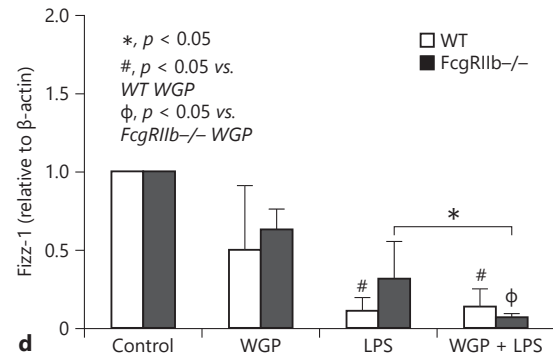 2.0
*, p < 0.05
#, p < 0.05 vs.
WT WGP
ϕ, p < 0.05 vs.
FcgRIIb–/– WGP
WT
FcgRIIb–/–
1.5
1.0
0.5
0
Fizz-1 (relative to β-actin)
#
*
#
ϕ
d
Control
WGP
LPS
WGP + LPS